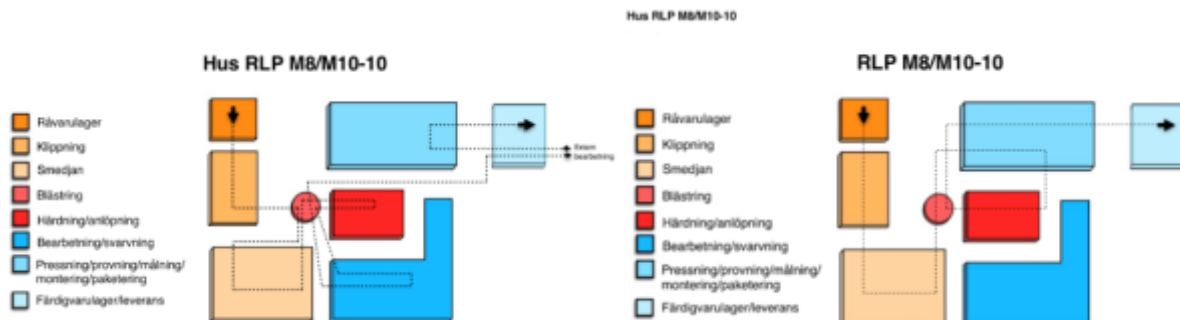 Hus RLP M8/M10-10
Hus RLP M8/M10-10
Råvarulager
Klippning
Smedjan
Blästring
Härdning/anlöpning
Bearbetning/svarvning
Pressning/provning/målning/
montering/paketering
Färdigvarulager/leverans
Extern
bearbetning
RLP M8/M10-10
Råvarulager
Klippning
Smedjan
Blästring
Härdning/anlöpning
Bearbetning/svarvning
Pressning/provning/målning/
montering/paketering
Färdigvarulager/leverans